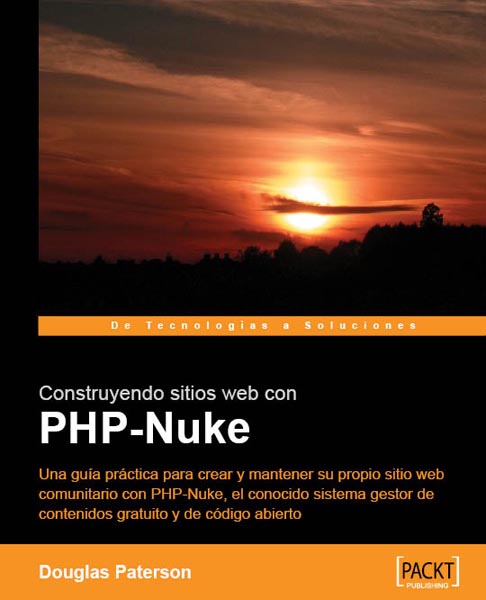 De Tecnologías a Soluciones
Construyendo sitios web con
PHP-Nuke
Una guía práctica para crear y mantener su propio sitio web
comunitario con PHP-Nuke, el conocido sistema gestor de
contenidos gratuito y de código abierto
Douglas Paterson
PACKT
PUBLISHING